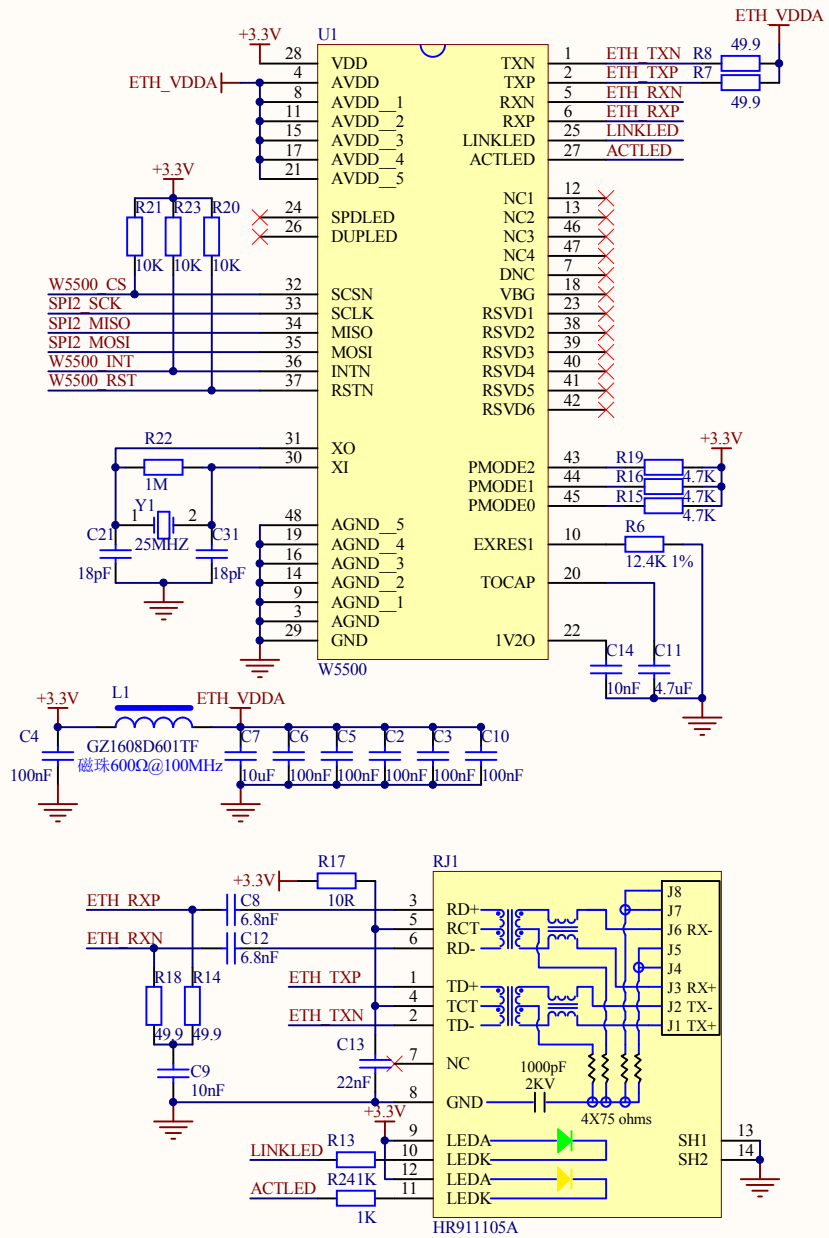 ETH_VDDA
+3.3V U1
28 VDD TXN 1 ETH_TXN R8 49.9
ETH_VDDA 4 AVDD TXP 2 ETH_TXP R7 49.9
8 AVDD__1 RXN 5 ETH_RXN
11 AVDD__2 RXP 6 ETH_RXP
15 AVDD__3 LINKLED 25 LINKLED
17 AVDD__4 ACTLED 27 ACTLED
21 AVDD_5
+3.3V
NC1 12
R21 R23 R20
24 SPDLED NC2 13
26 DUPLED NC3 46
NC4 47
10K 10K 10K
DNC 7
W5500_CS 32 SCSN VBG 18
SPI2_SCK 33 SCLK RSVD1 23
SPI2_MISO 34 MISO RSVD2 38
SPI2_MOSI 35 MOSI RSVD3 39
W5500_INT 36 INTN RSVD4 40
W5500_RST 37 RSTN RSVD5 41
RSVD6 42
R22 31 XO
+3.3V
1M 30 XI PMODE2 43 R19 4.7K
PMODE1 44 R16 4.7K
PMODE0 45 R15 4.7K
Y1
1 2
C21 25MHZ C31
18pF 18pF
48 AGND_5
19 AGND__4 EXRES1 10 R6
12.4K 1%
16 AGND__3
14 AGND__2 TOCAP 20
9 AGND__1
3 AGND
29 GND 1V2O 22
C14 C11
10nF 4.7uF
W5500
+3.3V L1 ETH_VDDA
C4 GZ1608D601TF C7 C6 C5 C2 C3 C10
100nF 磁珠600Ω@100MHz 10uF 100nF 100nF 100nF 100nF 100nF
R17 RJ1
+3.3V
10R
ETH_RXP C8 3 RD+ J8
6.8nF 5 RCT J7
J6 RX-
ETH_RXN C12 6 RD- J5
6.8nF J4
R18 R14
ETH_TXP 1 TD+ J3 RX+
4 TCT J2 TX-
ETH_TXN 2 TD- J1 TX+
49.9 49.9
C13 7 NC
C9 22nF 1000pF
10nF 2KV
8 GND
4X75 ohms
+3.3V
9 LEDA SH1 13
LINKLED R13 10 LEDK SH2 14
R24 1K 12 LEDA
ACTLED 11 LEDK
1K
HR911105A